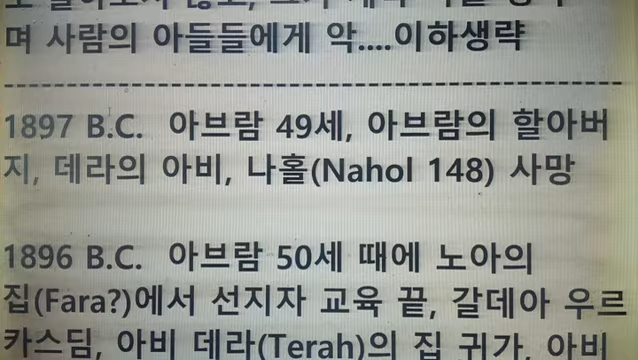 며 사람의 아들들에게 악....이하생략
1897 B.C. 아브람 49세, 아브람의 할아버
지, 데라의 아비, 나홀(Nahol 148) 사망
1896 B.C. 아브람 50세 때에 노아의
집(Fara?)에서 선지자 교육 끝, 갈데아 우르
카스딤, 아비 데라(Terah)의 집 귀가, 아비